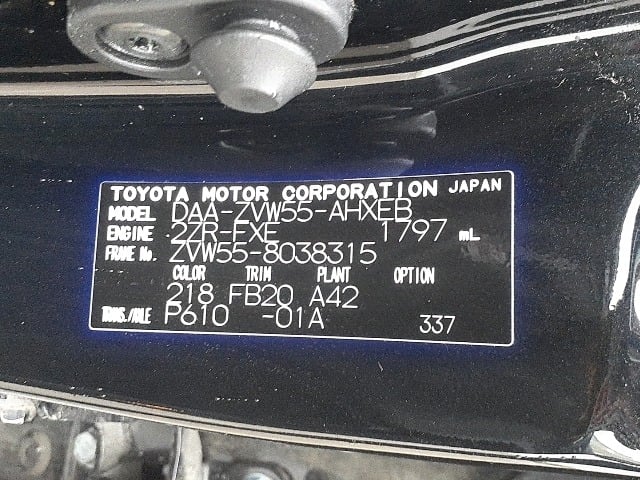 TOYOTA MOTOR CORPORATION JAPAN
MODEL DAA-ZVW55-AHXEB
ENGINE 2ZR-FXE 1797 mL
FRAME No. ZVW55-8038315
COLOR TRIM PLANT OPTION
218 FB20 A42
TRANS./AXLE P610 -01A 337